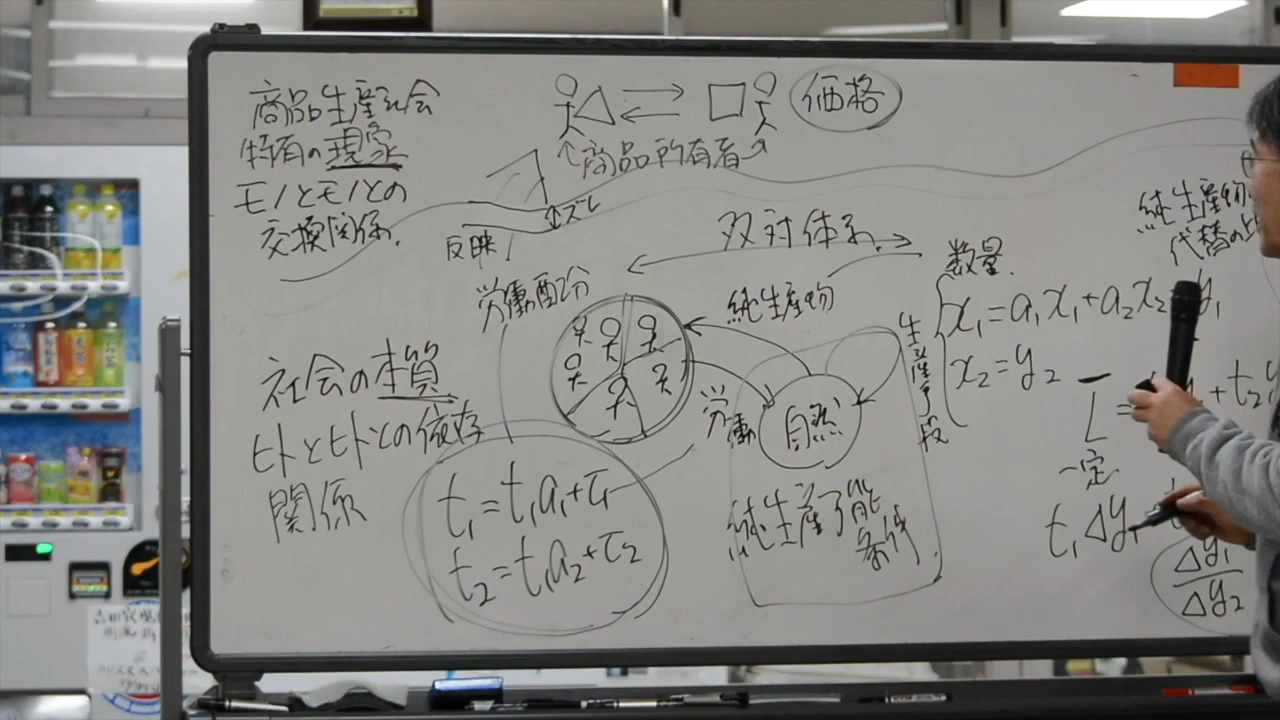 商品生産社会
特有の現象
モノとモノとの
交換関係.
価格
商品所有者
ズレ
反映
双対体系
労働配分
純生産物
社会の本質
ヒトとヒトとの依存
関係
労働
自然
生産手段
純生産可能
条件.
t₁=t₁a₁+τ₁
t₂=t₁a₂+τ₂
数量.
x₁=a₁x₁+a₂x₂
y₁
x₂=y₂
純生産物
代替の
L=
+t₂
一定
t₁Δy₁
Δy₁
Δy₂